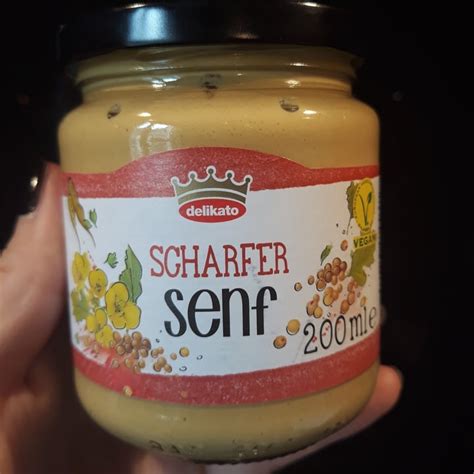 delikato
SCHARFER
Senf
200ml e
VEGAN